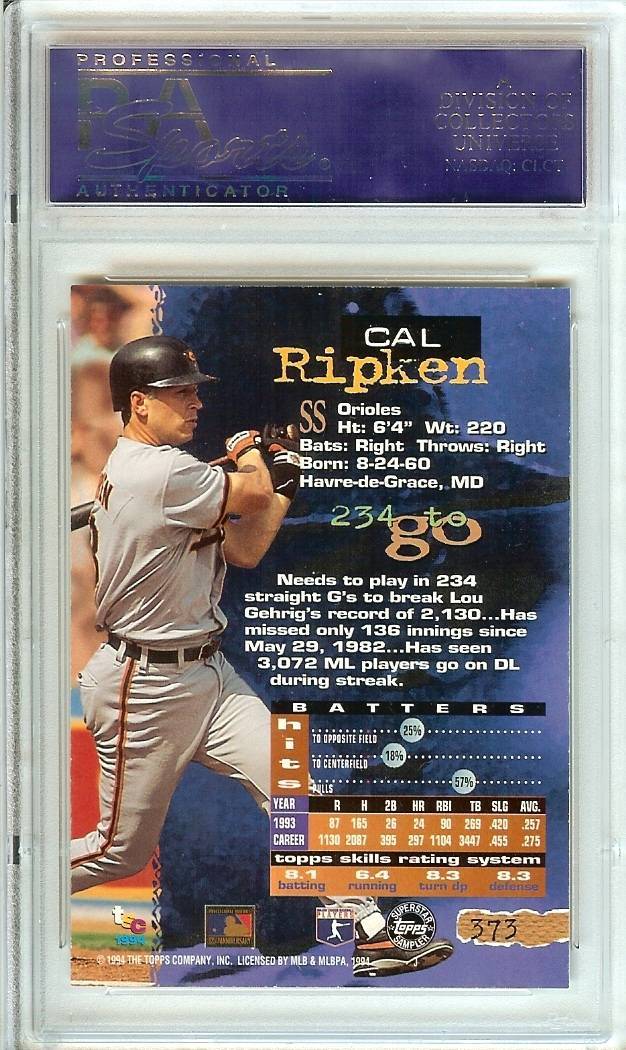 PROFESSIONAL
PSA
Sports
AUTHENTICATOR
A
DIVISION OF
COLLECTORS
UNIVERSE
NASDAQ: CLCT
CAL
Ripken
SS Orioles
Ht: 6'4" Wt: 220
Bats: Right Throws: Right
Born: 8-24-60
Havre-de-Grace, MD
234 to
go
Needs to play in 234
straight G's to break Lou
Gehrig's record of 2,130...Has
missed only 136 innings since
May 29, 1982...Has seen
3,072 ML players go on DL
during streak.
BATTERS
hits
TO OPPOSITE FIELD 25%
TO CENTERFIELD 18%
PULLS 57%
YEAR R H 2B HR RBI TB SLG AVG.
1993 87 165 26 24 90 269 .420 .257
CAREER 1130 2087 395 297 1104 3447 .455 .275
topps skills rating system
8.1 6.4 8.3 8.3
batting running turn dp defense
tsc
1994
PLAYERS
SUPERSTAR
topps
SAMPLER
373
© 1994 THE TOPPS COMPANY, INC. LICENSED BY MLB & MLBPA, 1994